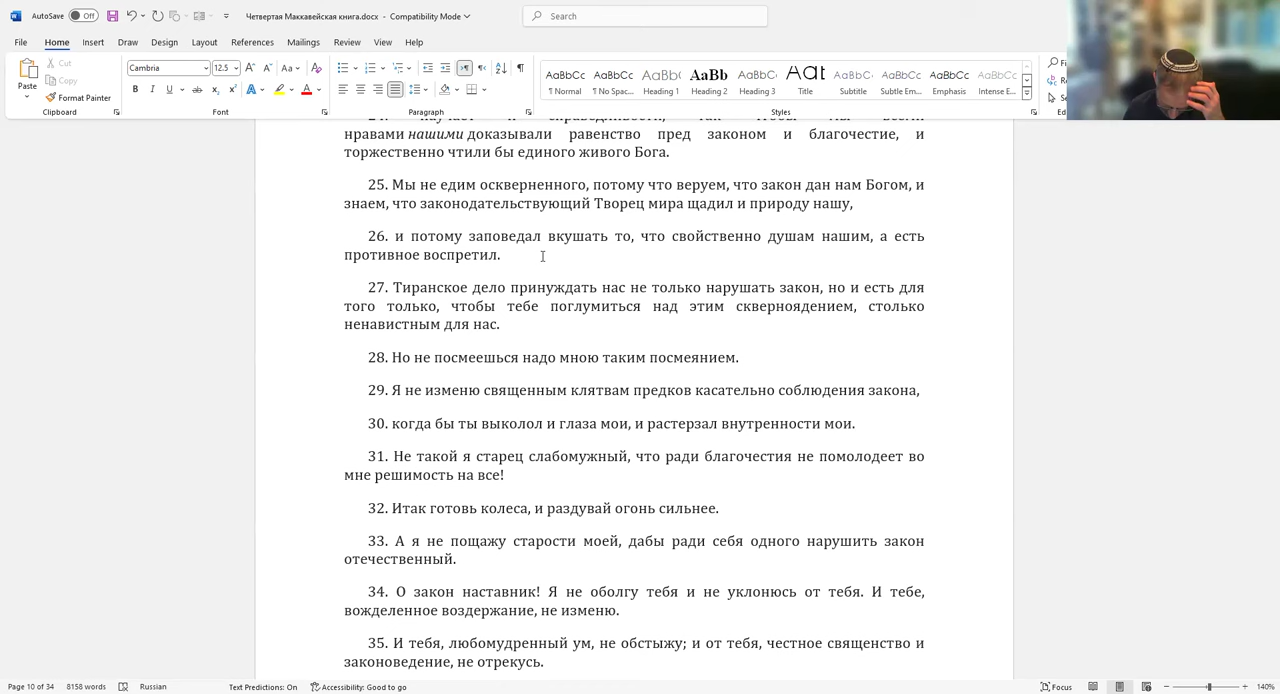 AutoSave Off Четвертая Маккавейская книга.docx - Compatibility Mode Search
File Home Insert Draw Design Layout References Mailings Review View Help
Paste Cut Copy Format Painter Cambria 12.5
AaBbCc AaBbCc AaBbC AaBb AaBbC Aat AaBbCc AaBbCc AaBbCc AaBbCc
¶ Normal ¶ No Spac... Heading 1 Heading 2 Heading 3 Title Subtitle Subtle Em... Emphasis Intense E...
Clipboard Font Paragraph Styles
нравами нашими доказывали равенство пред законом и благочестие, и
торжественно чтили бы единого живого Бога.
25. Мы не едим оскверненного, потому что веруем, что закон дан нам Богом, и
знаем, что законодательствующий Творец мира щадил и природу нашу,
26. и потому заповедал вкушать то, что свойственно душам нашим, а есть
противное воспретил.
27. Тиранское дело принуждать нас не только нарушать закон, но и есть для
того только, чтобы тебе поглумиться над этим скверноядением, столько
ненавистным для нас.
28. Но не посмеешься надо мною таким посмеянием.
29. Я не изменю священным клятвам предков касательно соблюдения закона,
30. когда бы ты выколол и глаза мои, и растерзал внутренности мои.
31. Не такой я старец слабомужный, что ради благочестия не помолодеет во
мне решимость на все!
32. Итак готовь колеса, и раздувай огонь сильнее.
33. А я не пощажу старости моей, дабы ради себя одного нарушить закон
отечественный.
34. О закон наставник! Я не оболгу тебя и не уклонюсь от тебя. И тебе,
вожделенное воздержание, не изменю.
35. И тебя, любомудренный ум, не обстыжу; и от тебя, честное священство и
законоведение, не отрекусь.
Page 10 of 34 8158 words Russian Text Predictions: On Accessibility: Good to go Focus 140%